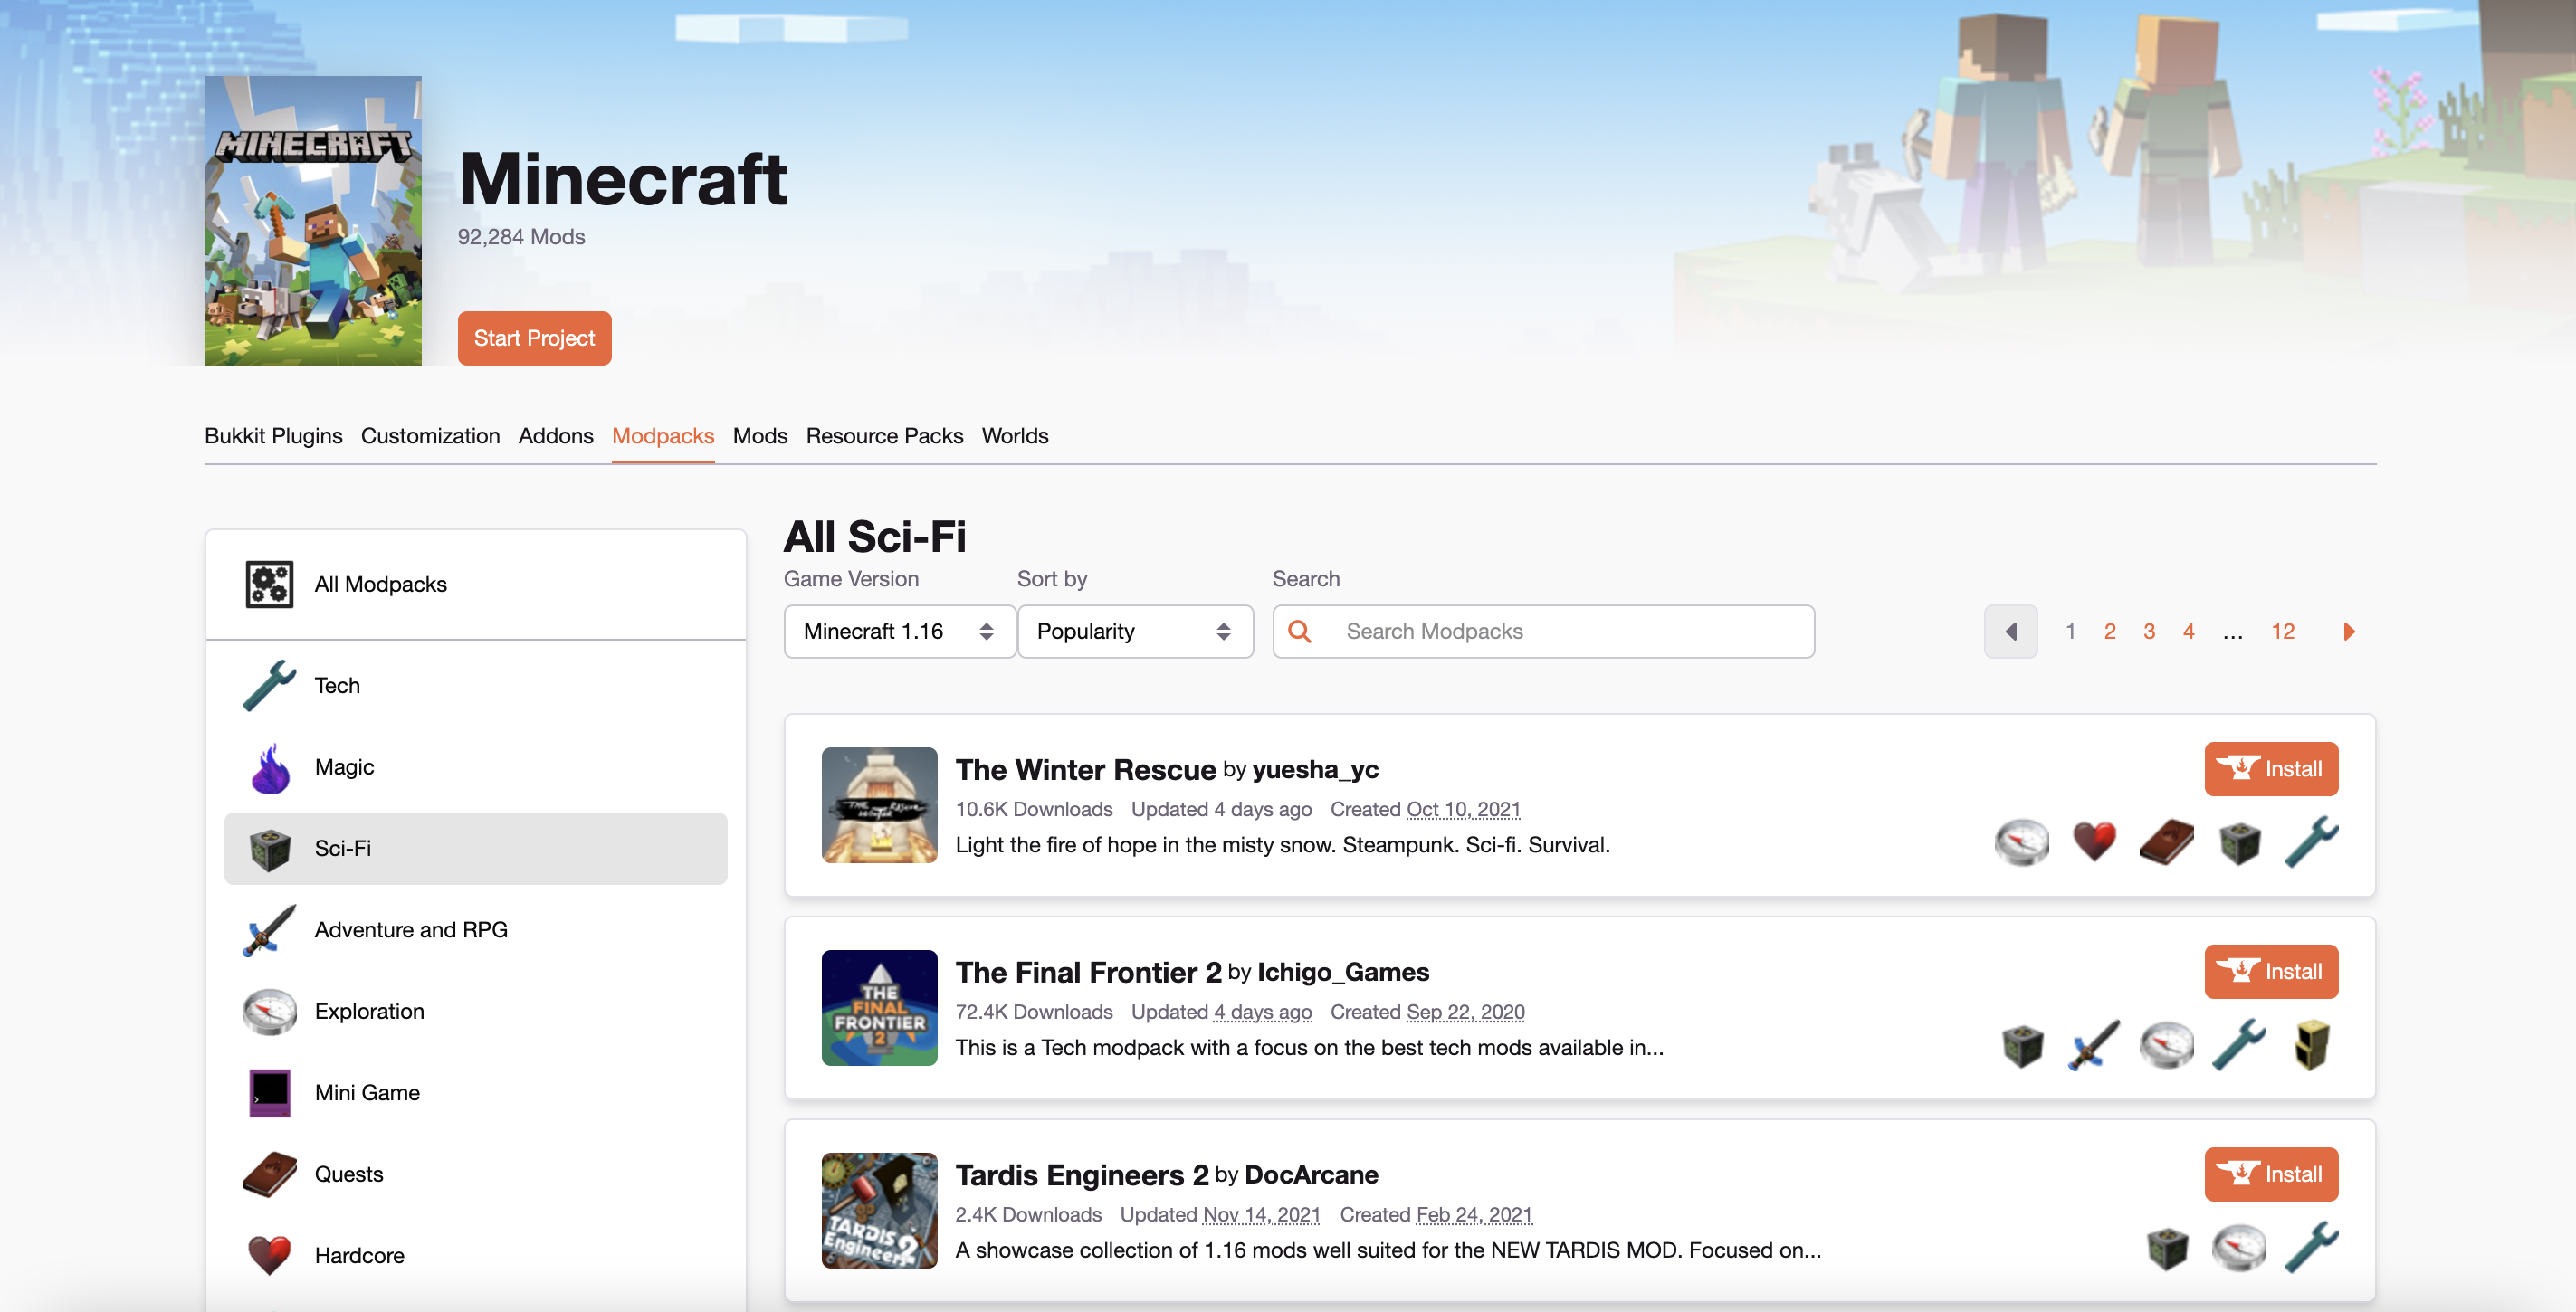 MINECRAFT
Minecraft
92,284 Mods
Start Project
Bukkit Plugins Customization Addons Modpacks Mods Resource Packs Worlds
All Modpacks
Tech
Magic
Sci-Fi
Adventure and RPG
Exploration
Mini Game
Quests
Hardcore
All Sci-Fi
Game Version Sort by Search
Minecraft 1.16 Popularity Search Modpacks 1 2 3 4 ... 12
The Winter Rescue by yuesha_yc
Install
10.6K Downloads Updated 4 days ago Created Oct 10, 2021
Light the fire of hope in the misty snow. Steampunk. Sci-fi. Survival.
THE
FINAL
FRONTIER
2
The Final Frontier 2 by Ichigo_Games
Install
72.4K Downloads Updated 4 days ago Created Sep 22, 2020
This is a Tech modpack with a focus on the best tech mods available in...
TARDIS
Engineers 2
Tardis Engineers 2 by DocArcane
Install
2.4K Downloads Updated Nov 14, 2021 Created Feb 24, 2021
A showcase collection of 1.16 mods well suited for the NEW TARDIS MOD. Focused on...